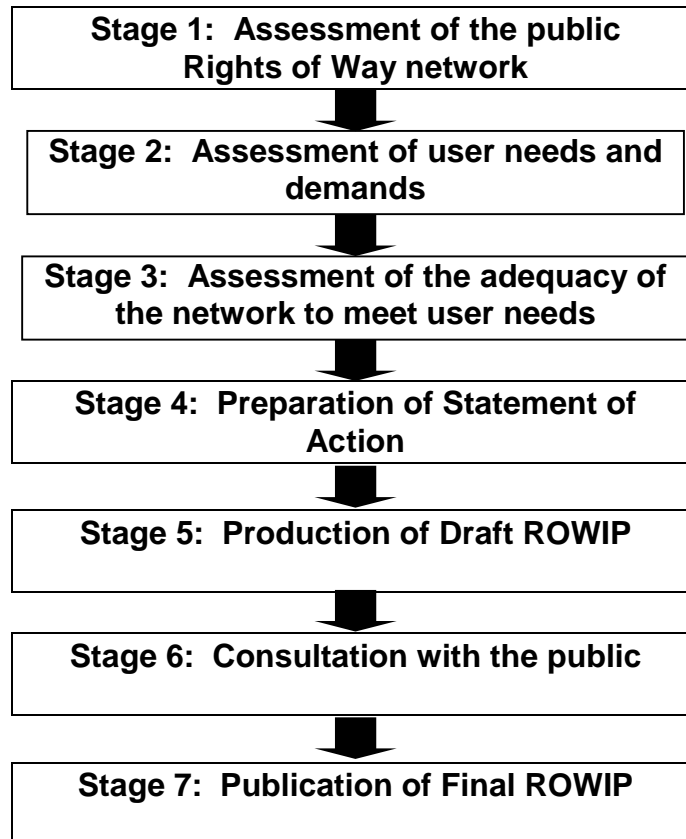 Stage 1:  Assessment of the public
Rights of Way network
Stage 2:  Assessment of user needs and
demands
Stage 3:  Assessment of the adequacy of
the network to meet user needs
Stage 4:  Preparation of Statement of
Action
Stage 5:  Production of Draft ROWIP
Stage 6:  Consultation with the public
Stage 7:  Publication of Final ROWIP